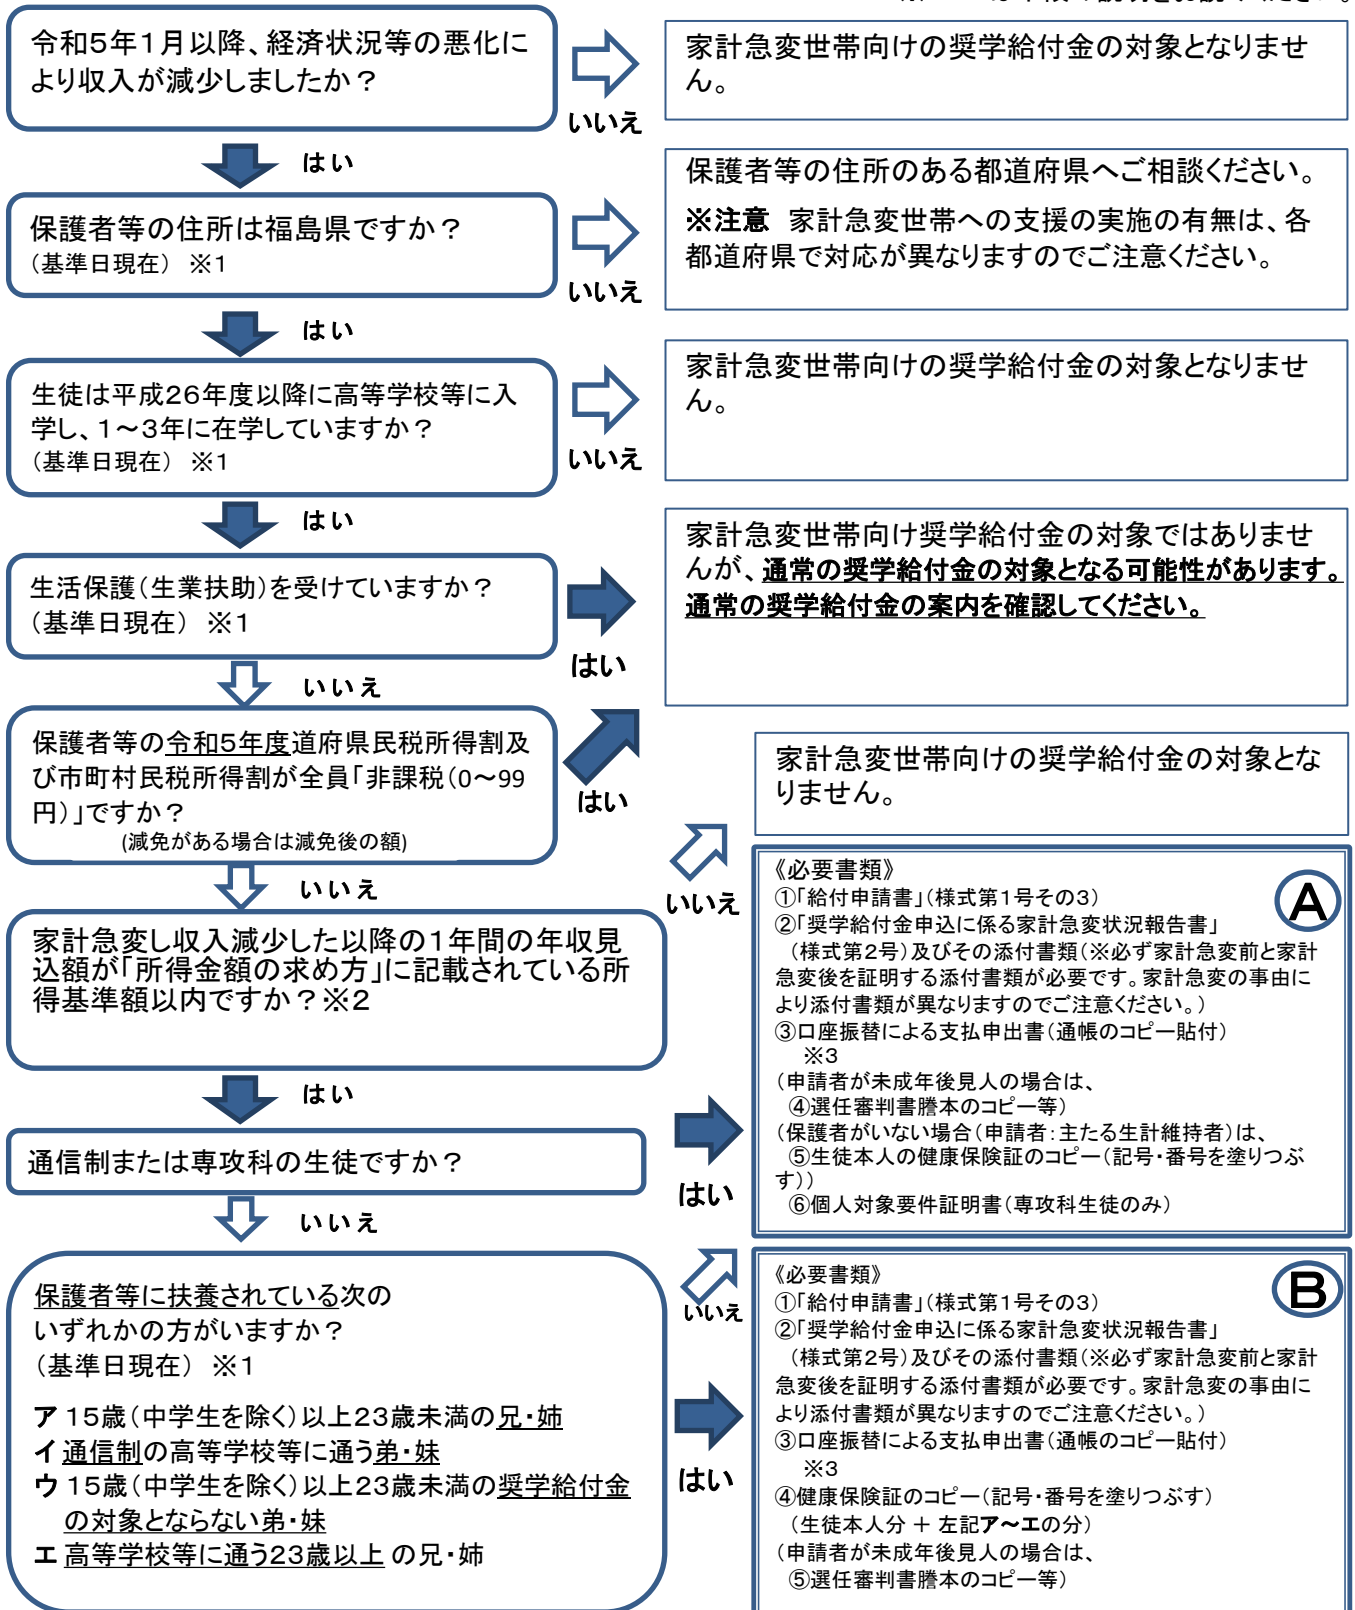 令和5年1月以降、経済状況等の悪化に
より収入が減少しましたか？
いいえ
家計急変世帯向けの奨学給付金の対象となりませ
ん。
はい
保護者等の住所は福島県ですか？
（基準日現在）　※1
いいえ
保護者等の住所のある都道府県へご相談ください。
※注意　家計急変世帯への支援の実施の有無は、各
都道府県で対応が異なりますのでご注意ください。
はい
生徒は平成26年度以降に高等学校等に入
学し、1～3年に在学していますか？
（基準日現在）　※1
いいえ
家計急変世帯向けの奨学給付金の対象となりませ
ん。
はい
生活保護（生業扶助）を受けていますか？
（基準日現在）　※1
はい
家計急変世帯向け奨学給付金の対象ではありませ
んが、通常の奨学給付金の対象となる可能性があります。
通常の奨学給付金の案内を確認してください。
いいえ
保護者等の令和5年度道府県民税所得割及
び市町村民税所得割が全員「非課税（0～99
円）」ですか？
(減免がある場合は減免後の額)
はい
いいえ
家計急変し収入減少した以降の1年間の年収見
込額が「所得金額の求め方」に記載されている所
得基準額以内ですか？※2
いいえ
家計急変世帯向けの奨学給付金の対象とな
りません。
はい
通信制または専攻科の生徒ですか？
はい
《必要書類》
A
①「給付申請書」（様式第1号その3）
②「奨学給付金申込に係る家計急変状況報告書」
（様式第2号）及びその添付書類（※必ず家計急変前と家計
急変後を証明する添付書類が必要です。家計急変の事由に
より添付書類が異なりますのでご注意ください。）
③口座振替による支払申出書（通帳のコピー貼付）
※3
（申請者が未成年後見人の場合は、
④選任審判書謄本のコピー等）
（保護者がいない場合（申請者：主たる生計維持者）は、
⑤生徒本人の健康保険証のコピー（記号・番号を塗りつぶ
す））
⑥個人対象要件証明書（専攻科生徒のみ）
いいえ
保護者等に扶養されている次の
いずれかの方がいますか？
（基準日現在）　※1
ア 15歳（中学生を除く）以上23歳未満の兄・姉
イ 通信制の高等学校等に通う弟・妹
ウ 15歳（中学生を除く）以上23歳未満の奨学給付金
の対象とならない弟・妹
エ 高等学校等に通う23歳以上 の兄・姉
いいえ
はい
《必要書類》
B
①「給付申請書」（様式第1号その3）
②「奨学給付金申込に係る家計急変状況報告書」
（様式第2号）及びその添付書類（※必ず家計急変前と家計
急変後を証明する添付書類が必要です。家計急変の事由に
より添付書類が異なりますのでご注意ください。）
③口座振替による支払申出書（通帳のコピー貼付）
※3
④健康保険証のコピー（記号・番号を塗りつぶす）
（生徒本人分 ＋ 左記ア～エの分）
（申請者が未成年後見人の場合は、
⑤選任審判書謄本のコピー等）